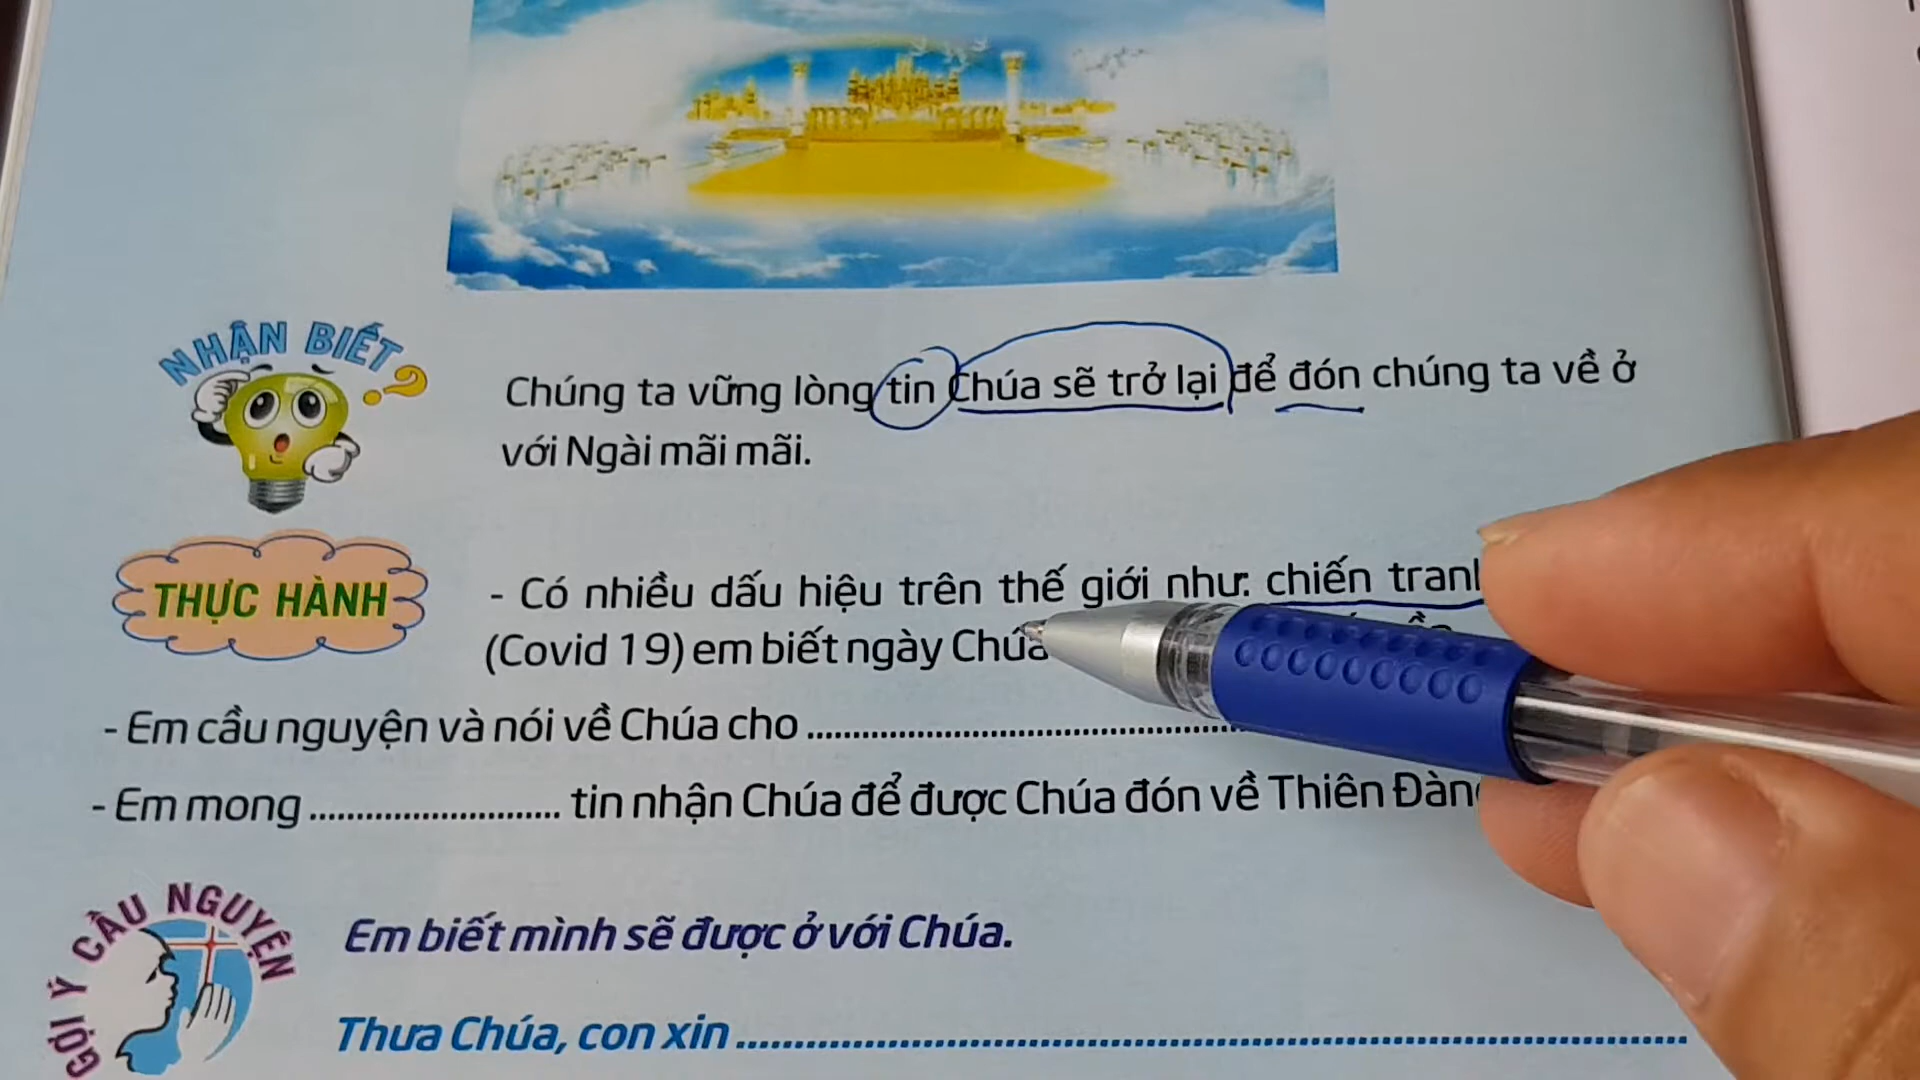 NHẬN BIẾT
Chúng ta vững lòng tin Chúa sẽ trở lại để đón chúng ta về ở
với Ngài mãi mãi.
THỰC HÀNH
- Có nhiều dấu hiệu trên thế giới như: chiến
(Covid 19) em biết ngày Chúa
- Em cầu nguyện và nói về Chúa cho ................................................
- Em mong ........................... tin nhận Chúa để được Chúa đón về Thiên
GỢI Ý CẦU NGUYỆN
Em biết mình sẽ được ở với Chúa.
Thưa Chúa, con xin ................................................................................